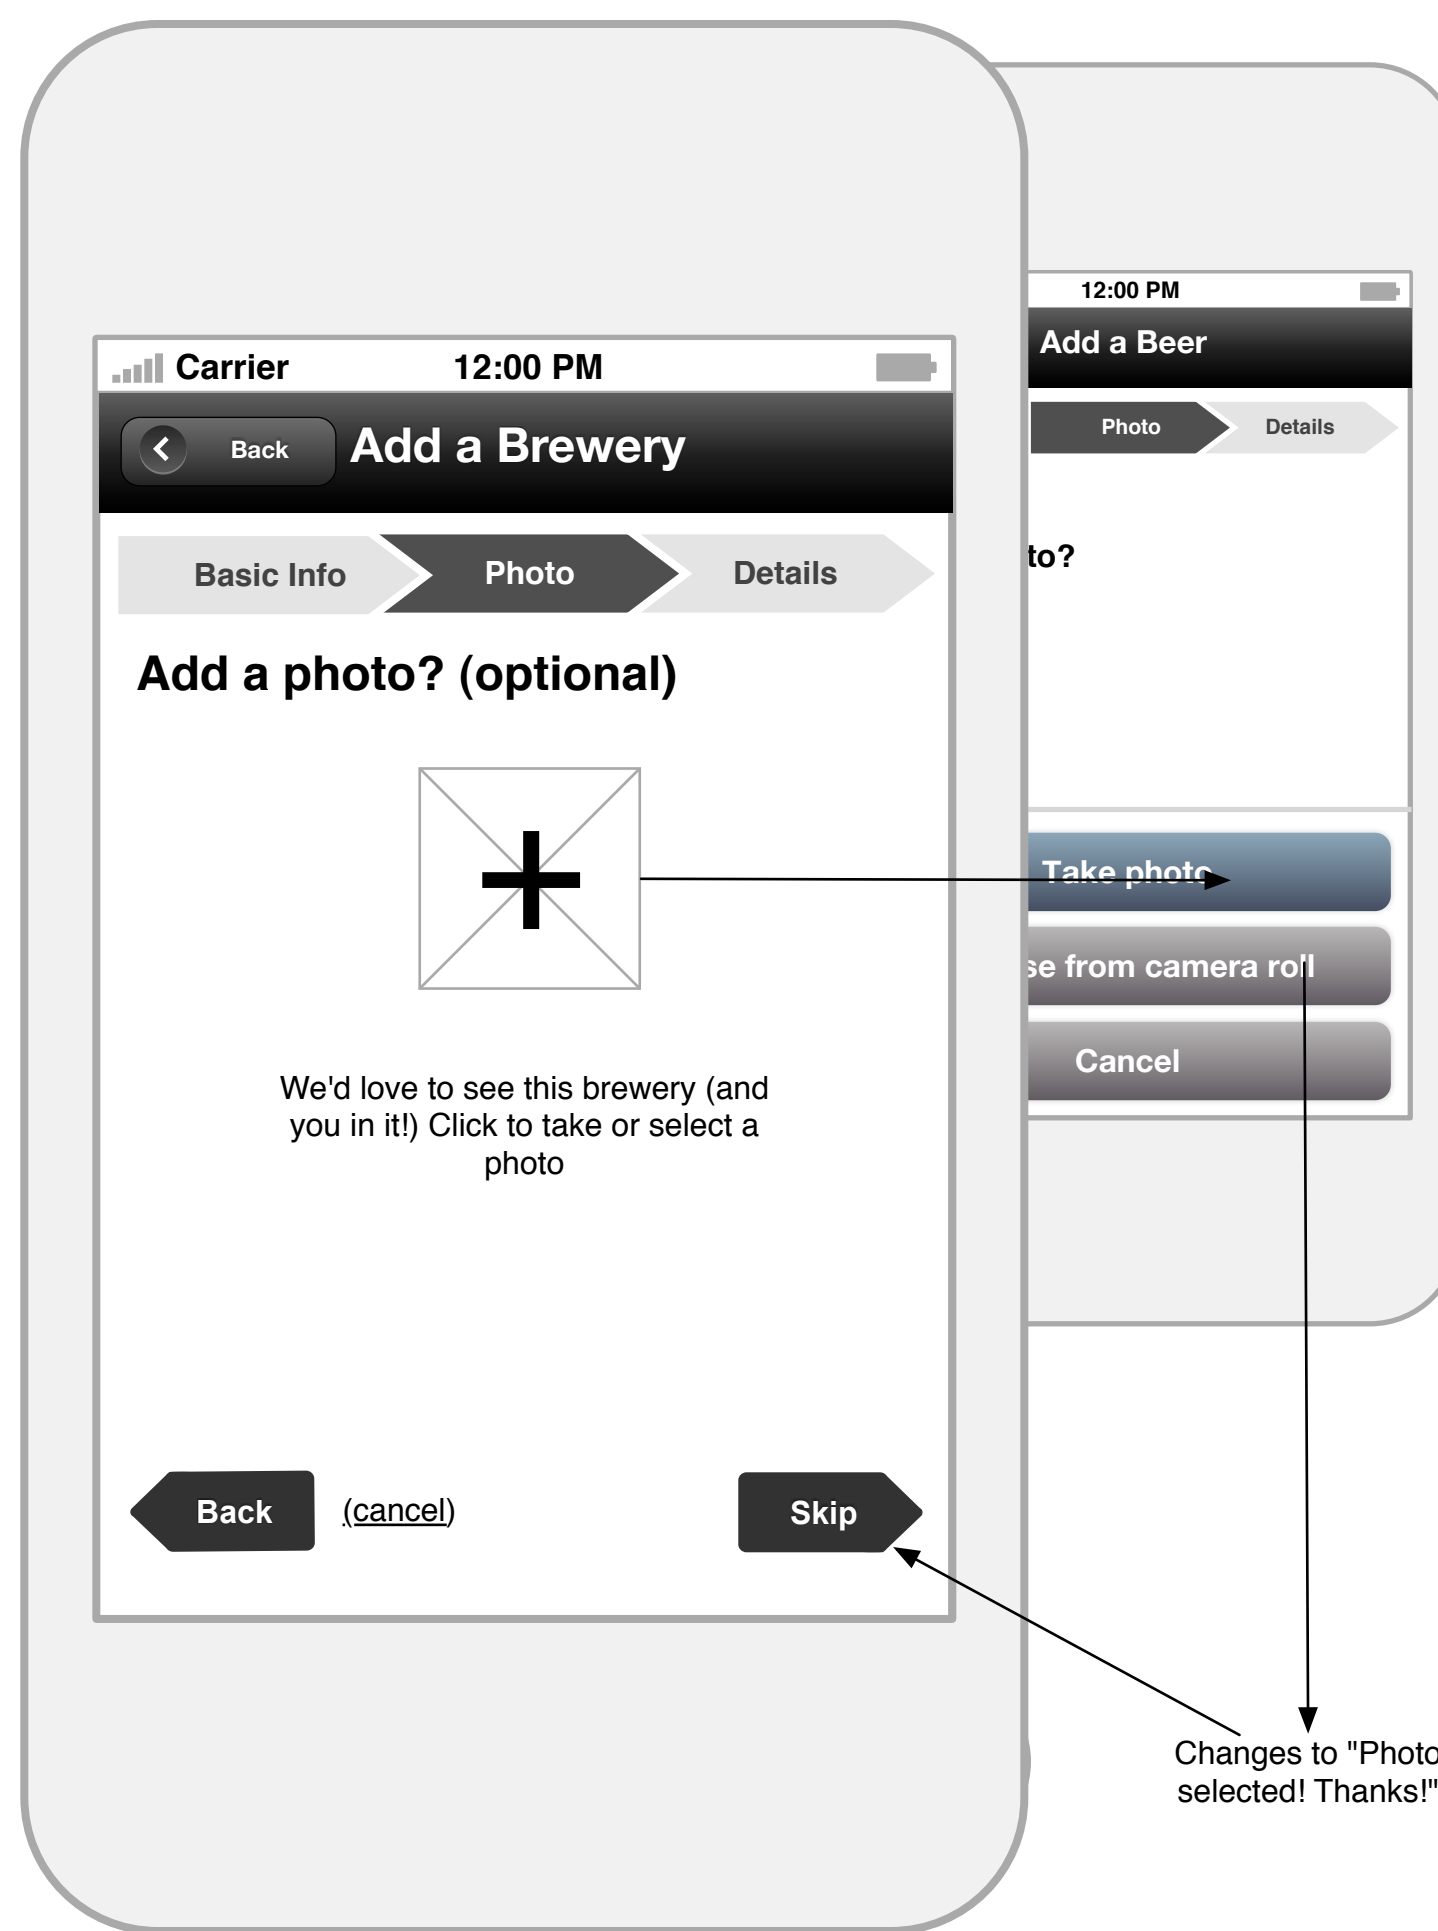 Carrier 12:00 PM
Back Add a Brewery
Basic Info Photo Details
Add a photo? (optional)
We'd love to see this brewery (and
you in it!) Click to take or select a
photo
Back (cancel) Skip
12:00 PM
Add a Beer
Photo Details
to?
Take photo
se from camera roll
Cancel
Changes to "Photo
selected! Thanks!"